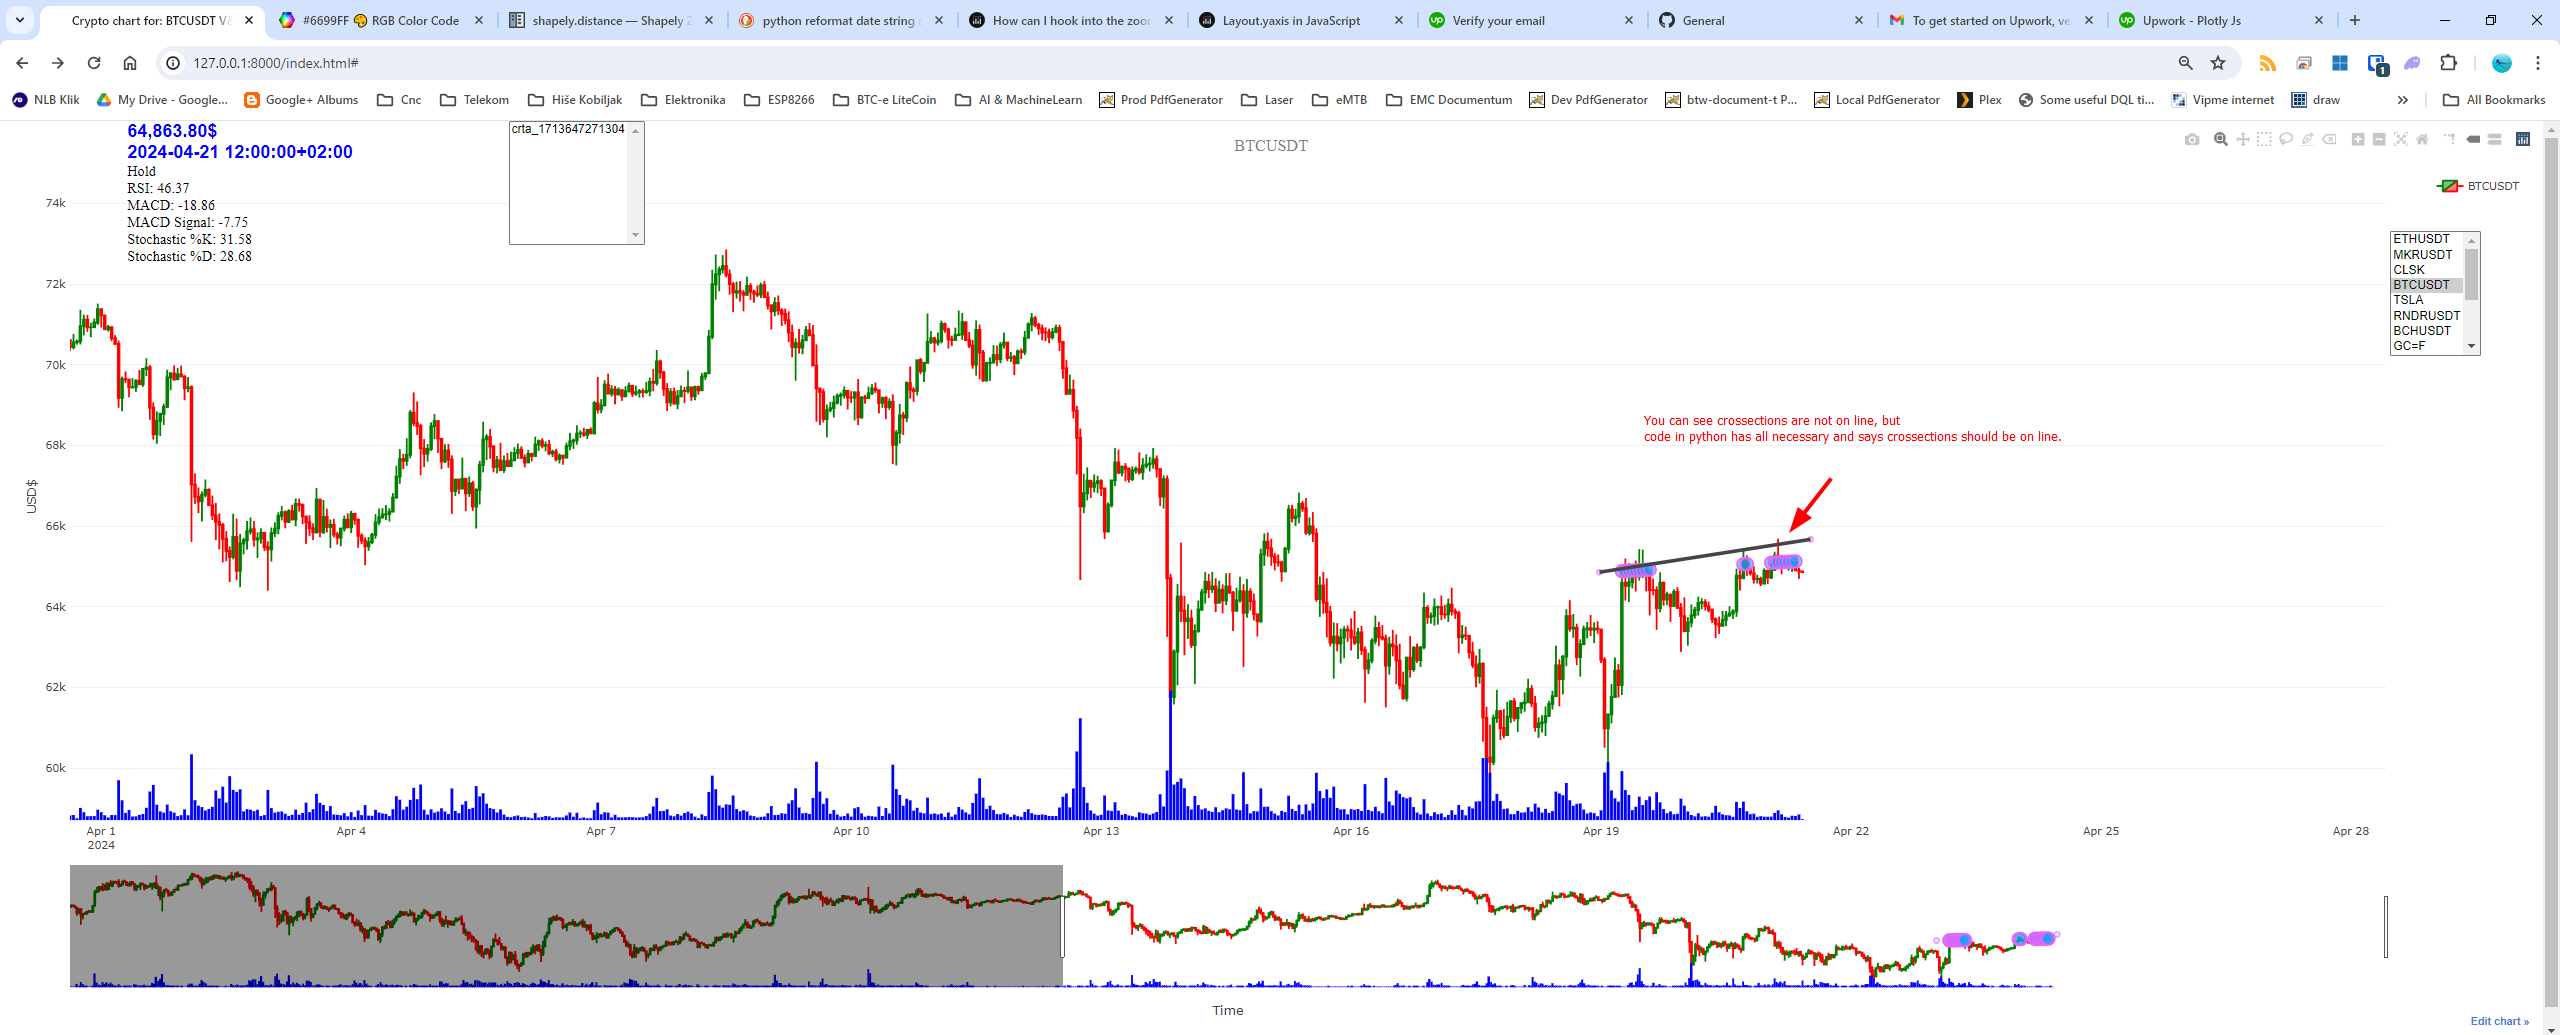 Crypto chart for: BTCUSDT V
#6699FF RGB Color Code
shapely.distance — Shapely 2
python reformat date string
How can I hook into the zoo
Layout.yaxis in JavaScript
Verify your email
General
To get started on Upwork, ve
Upwork - Plotly Js
127.0.0.1:8000/index.html#
1
NLB Klik
My Drive - Google...
Google+ Albums
Cnc
Telekom
Hiše Kobiljak
Elektronika
ESP8266
BTC-e LiteCoin
AI & MachineLearn
Prod PdfGenerator
Laser
eMTB
EMC Documentum
Dev PdfGenerator
btw-document-t P...
Local PdfGenerator
Plex
Some useful DQL ti...
Vipme internet
draw
»
All Bookmarks
64,863.80$
2024-04-21 12:00:00+02:00
Hold
RSI: 46.37
MACD: -18.86
MACD Signal: -7.75
Stochastic %K: 31.58
Stochastic %D: 28.68
crta_1713647271304
BTCUSDT
BTCUSDT
ETHUSDT
MKRUSDT
CLSK
BTCUSDT
TSLA
RNDRUSDT
BCHUSDT
GC=F
You can see crossections are not on line, but
code in python has all necessary and says crossections should be on line.
74k
72k
70k
68k
66k
64k
62k
60k
USD$
Apr 1
2024
Apr 4
Apr 7
Apr 10
Apr 13
Apr 16
Apr 19
Apr 22
Apr 25
Apr 28
Time
Edit chart »